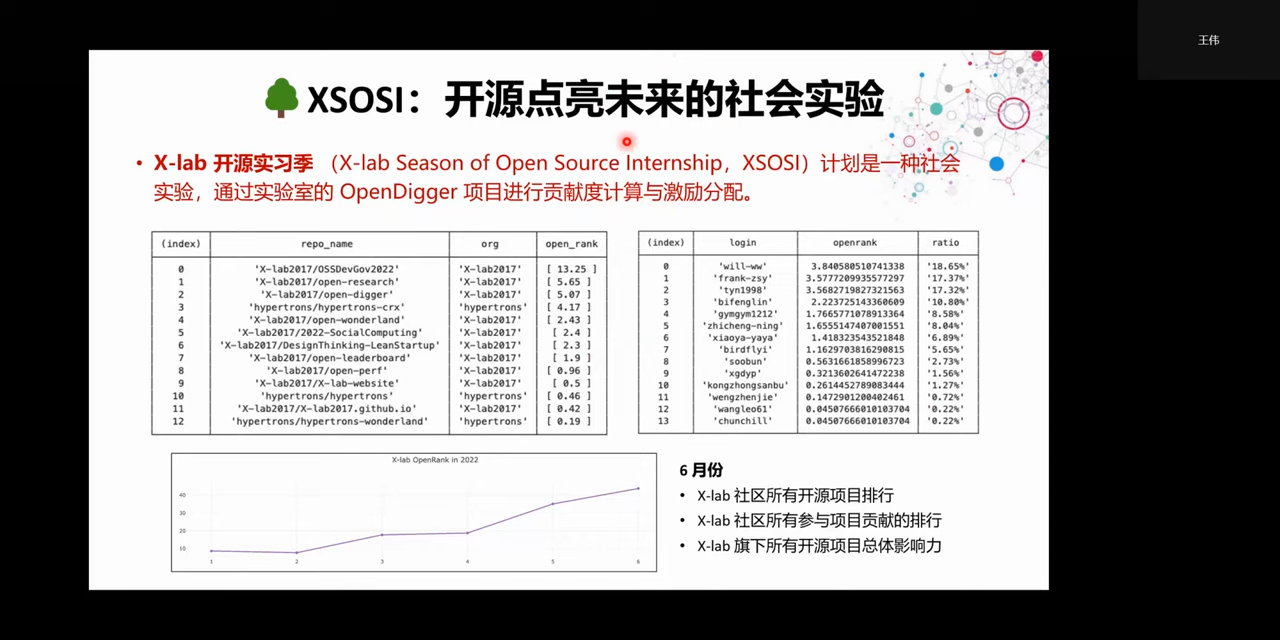 王伟
XSOSI：开源点亮未来的社会实验
• X-lab 开源实习季 （X-lab Season of Open Source Internship，XSOSI）计划是一种社会
实验，通过实验室的 OpenDigger 项目进行贡献度计算与激励分配。
(index) repo_name org open_rank
0 'X-lab2017/OSSDevGov2022' 'X-lab2017' [ 13.25 ]
1 'X-lab2017/open-research' 'X-lab2017' [ 5.65 ]
2 'X-lab2017/open-digger' 'X-lab2017' [ 5.07 ]
3 'hypertrons/hypertrons-crx' 'hypertrons' [ 4.17 ]
4 'X-lab2017/open-wonderland' 'X-lab2017' [ 2.43 ]
5 'X-lab2017/2022-SocialComputing' 'X-lab2017' [ 2.4 ]
6 'X-lab2017/DesignThinking-LeanStartup' 'X-lab2017' [ 2.3 ]
7 'X-lab2017/open-leaderboard' 'X-lab2017' [ 1.9 ]
8 'X-lab2017/open-perf' 'X-lab2017' [ 0.96 ]
9 'X-lab2017/X-lab-website' 'X-lab2017' [ 0.5 ]
10 'hypertrons/hypertrons' 'hypertrons' [ 0.46 ]
11 'X-lab2017/X-lab2017.github.io' 'X-lab2017' [ 0.42 ]
12 'hypertrons/hypertrons-wonderland' 'hypertrons' [ 0.19 ]
(index) login openrank ratio
0 'will-ww' 3.840580510741338 '18.65%'
1 'frank-zsy' 3.5777209935577297 '17.37%'
2 'tyn1998' 3.5682719827321563 '17.32%'
3 'bifenglin' 2.223725143360609 '10.80%'
4 'gymgym1212' 1.7665771078913364 '8.58%'
5 'zhicheng-ning' 1.6555147407001551 '8.04%'
6 'xiaoya-yaya' 1.418323543521848 '6.89%'
7 'birdflyi' 1.1629703816290815 '5.65%'
8 'soobun' 0.5631661858996723 '2.73%'
9 'xgdyp' 0.3213602641472238 '1.56%'
10 'kongzhongsanbu' 0.2614452789083444 '1.27%'
11 'wengzhenjie' 0.1472901200402461 '0.72%'
12 'wangleo61' 0.04507666010103704 '0.22%'
13 'chunchill' 0.04507666010103704 '0.22%'
X-lab OpenRank in 2022
40
30
20
10
1 2 3 4 5 6
6 月份
• X-lab 社区所有开源项目排行
• X-lab 社区所有参与项目贡献的排行
• X-lab 旗下所有开源项目总体影响力